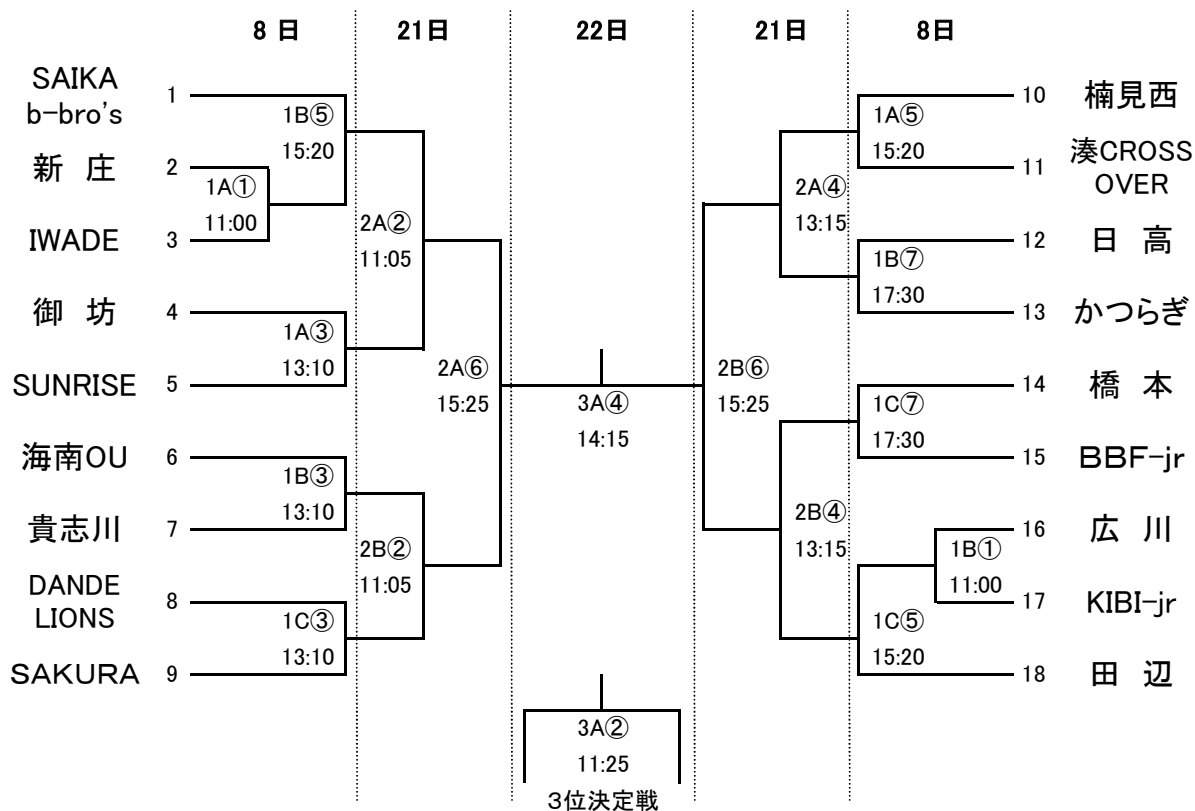 8 日 21日 22日 21日 8日
SAIKA
b-bro's 1
1B⑤
15:20
新 庄 2
1A①
11:00
IWADE 3
2A②
11:05
御 坊 4
1A③
13:10
SUNRISE 5
2A⑥
15:25
海南OU 6
1B③
13:10
貴志川 7
2B②
11:05
DANDE
LIONS 8
1C③
13:10
SAKURA 9
3A④
14:15
3A②
11:25
3位決定戦
10 楠見西
1A⑤
15:20
11 湊CROSS
OVER
2A④
13:15
12 日 高
1B⑦
17:30
13 かつらぎ
2B⑥
15:25
14 橋 本
1C⑦
17:30
15 BBF-jr
2B④
13:15
16 広 川
1B①
11:00
17 KIBI-jr
1C⑤
15:20
18 田 辺